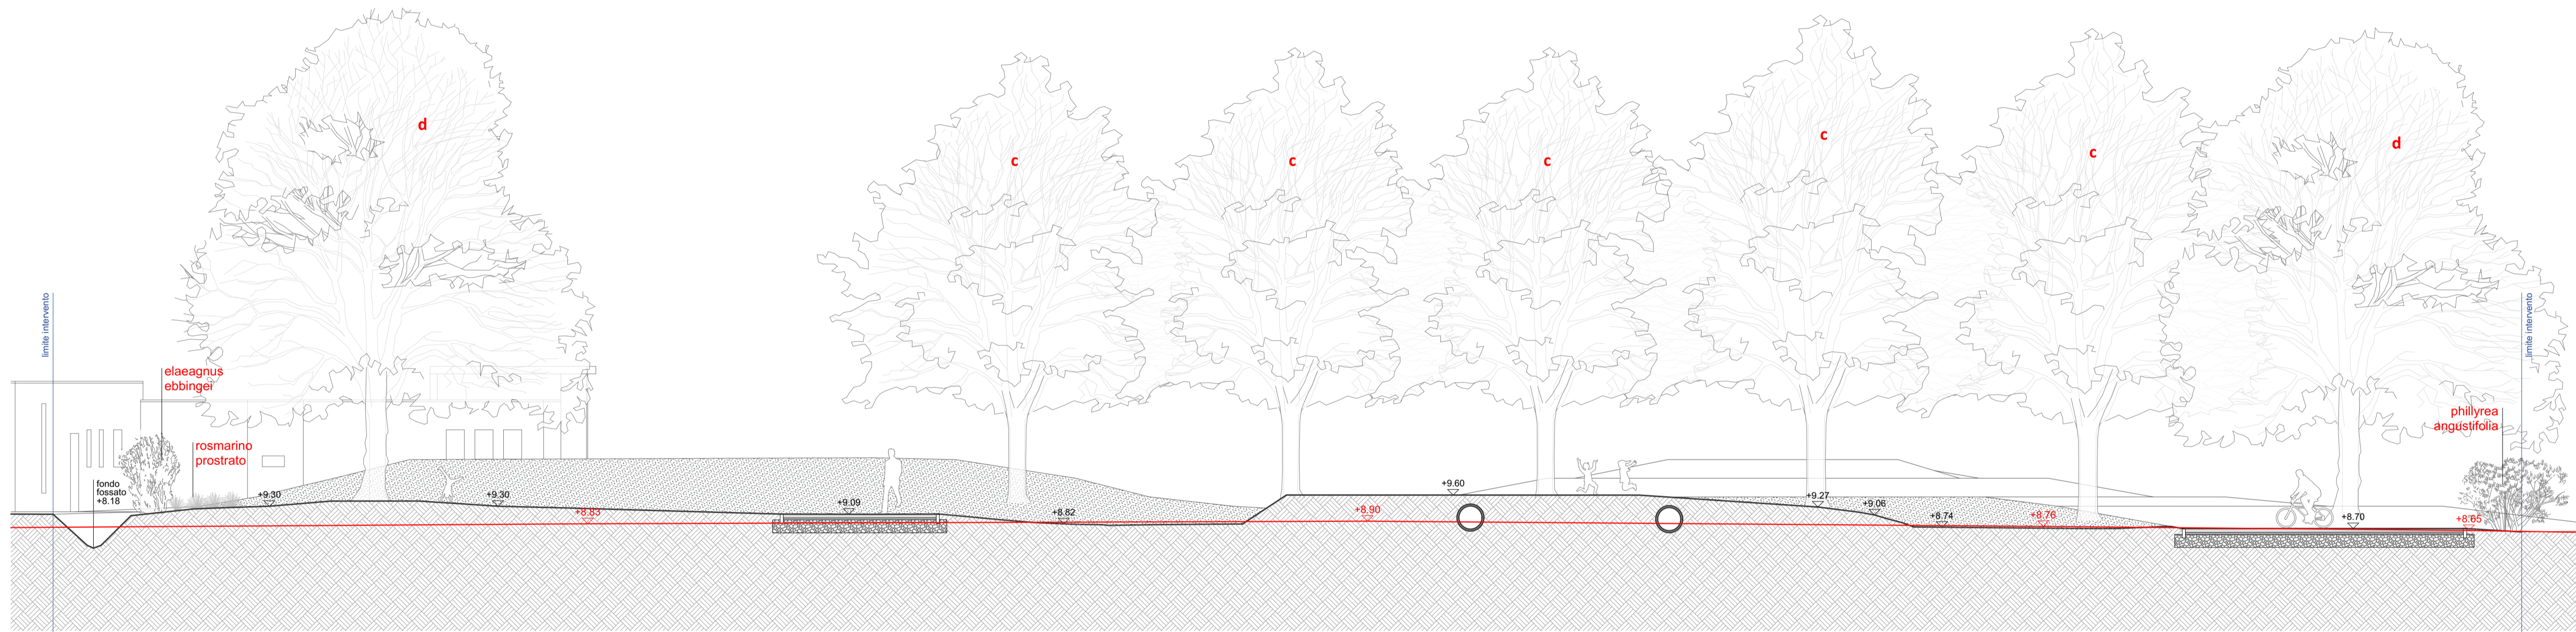 d
c
c
c
c
c
d
limite intervento
limite intervento
elaeagnus
ebbingei
rosmarino
prostrato
phillyrea
angustifolia
fondo
fossato
+8.18
+9.30
+9.30
+8.83
+9.09
+8.82
+8.90
+9.60
+9.27
+9.06
+8.74
+8.76
+8.70
+8.65